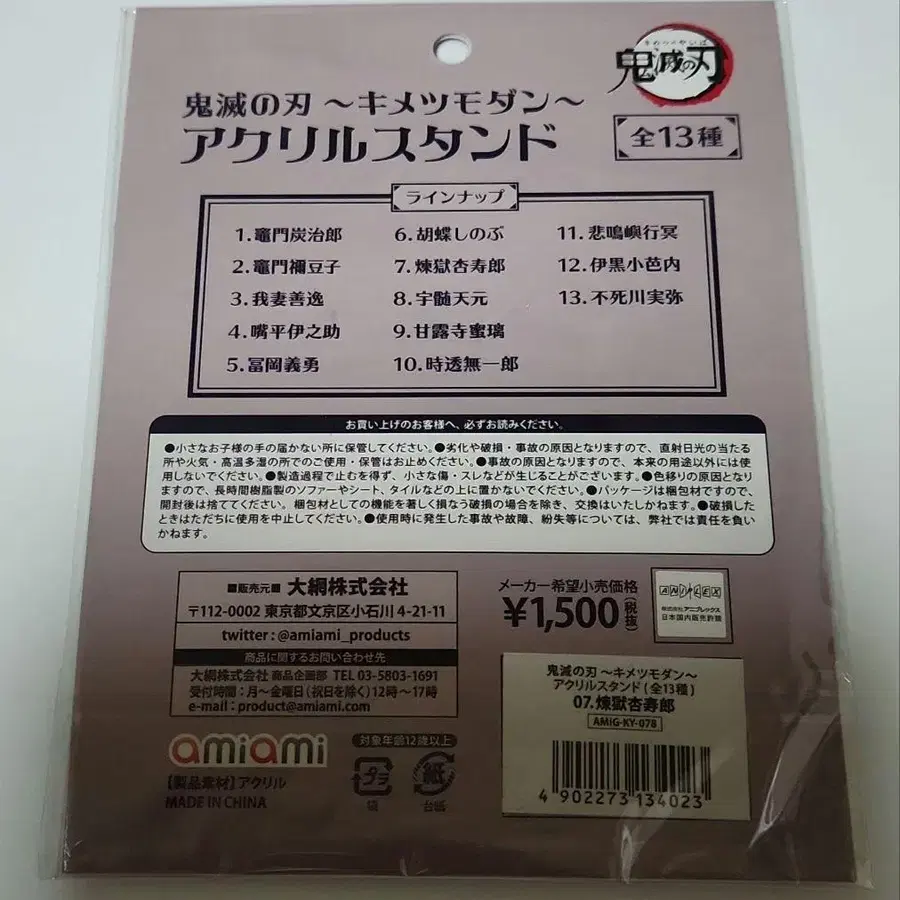 きめつのやいば
鬼滅の刃
鬼滅の刃 ～キメツモダン～
アクリルスタンド
全13種
ラインナップ
1.竈門炭治郎
2.竈門禰豆子
3.我妻善逸
4.嘴平伊之助
5.冨岡義勇
6.胡蝶しのぶ
7.煉獄杏寿郎
8.宇髄天元
9.甘露寺蜜璃
10.時透無一郎
11.悲鳴嶼行冥
12.伊黒小芭内
13.不死川実弥
お買い上げのお客様へ、必ずお読みください。
●小さなお子様の手の届かない所に保管してください。●劣化や破損・事故の原因となりますので、直射日光の当たる
所や火気・高温多湿の所でのご使用・保管はお止めください。●事故の原因となりますので、本来の用途以外には使
用しないでください。●製造過程で止むを得ず、小さな傷・スレなどが生じることがございます。●色移りの原因となり
ますので、長時間樹脂製のソファーやシート、タイルなどの上に置かないでください。●パッケージは梱包材ですので、
開封後は捨ててください。梱包材としての機能を著しく損なう破損の場合を除き、交換はいたしかねます。●破損した
ときはただちに使用を中止してください。●使用時に発生した事故や故障、紛失等については、弊社では責任を負い
かねます。
■販売元■ 大網株式会社
〒112-0002 東京都文京区小石川 4-21-11
twitter : @amiami_products
商品に関するお問い合わせ先
大網株式会社 商品企画部 TEL 03-5803-1691
受付時間：月～金曜日(祝日を除く)12時～17時
e-mail : product@amiami.com
メーカー希望小売価格
¥1,500(税抜)
ANIPLEX
株式会社アニプレックス
日本国内販売許諾
鬼滅の刃 ～キメツモダン～
アクリルスタンド(全13種)
07.煉獄杏寿郎
AMIG-KY-078
4 902273 134023
amiami
【製品素材】アクリル
MADE IN CHINA
対象年齢12歳以上
プラ
袋
紙
台紙